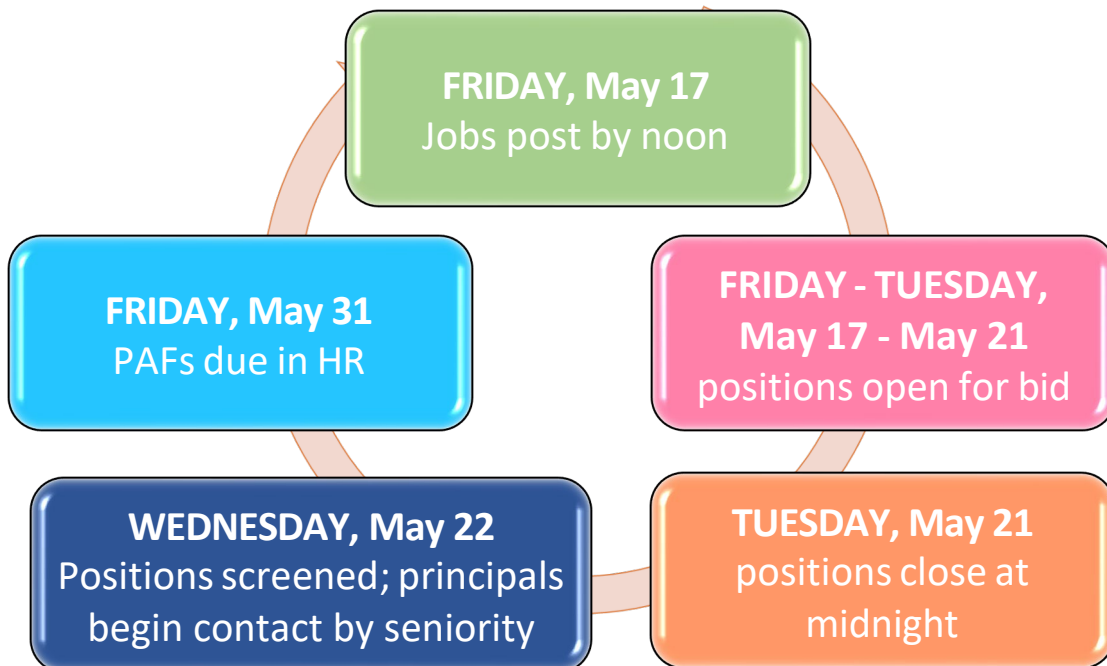 FRIDAY, May 17
Jobs post by noon
FRIDAY - TUESDAY,
May 17 - May 21
positions open for bid
TUESDAY, May 21
positions close at
midnight
WEDNESDAY, May 22
Positions screened; principals
begin contact by seniority
FRIDAY, May 31
PAFs due in HR